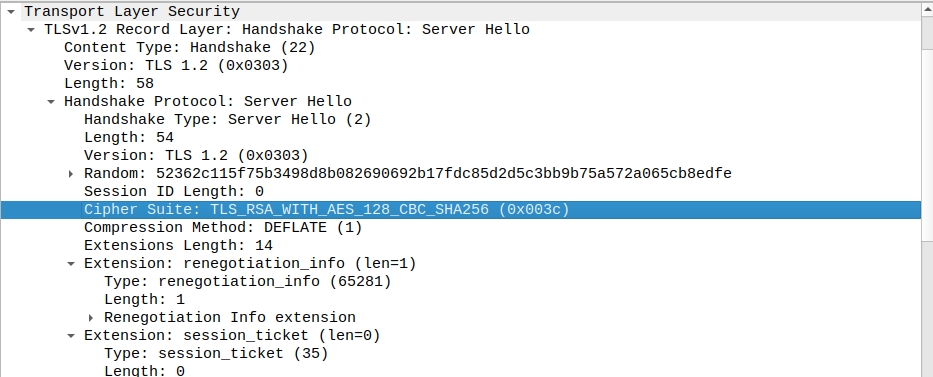 Transport Layer Security
TLSv1.2 Record Layer: Handshake Protocol: Server Hello
Content Type: Handshake (22)
Version: TLS 1.2 (0x0303)
Length: 58
Handshake Protocol: Server Hello
Handshake Type: Server Hello (2)
Length: 54
Version: TLS 1.2 (0x0303)
Random: 52362c115f75b3498d8b082690692b17fdc85d2d5c3bb9b75a572a065cb8edfe
Session ID Length: 0
Cipher Suite: TLS_RSA_WITH_AES_128_CBC_SHA256 (0x003c)
Compression Method: DEFLATE (1)
Extensions Length: 14
Extension: renegotiation_info (len=1)
Type: renegotiation_info (65281)
Length: 1
Renegotiation Info extension
Extension: session_ticket (len=0)
Type: session_ticket (35)
Length: 0